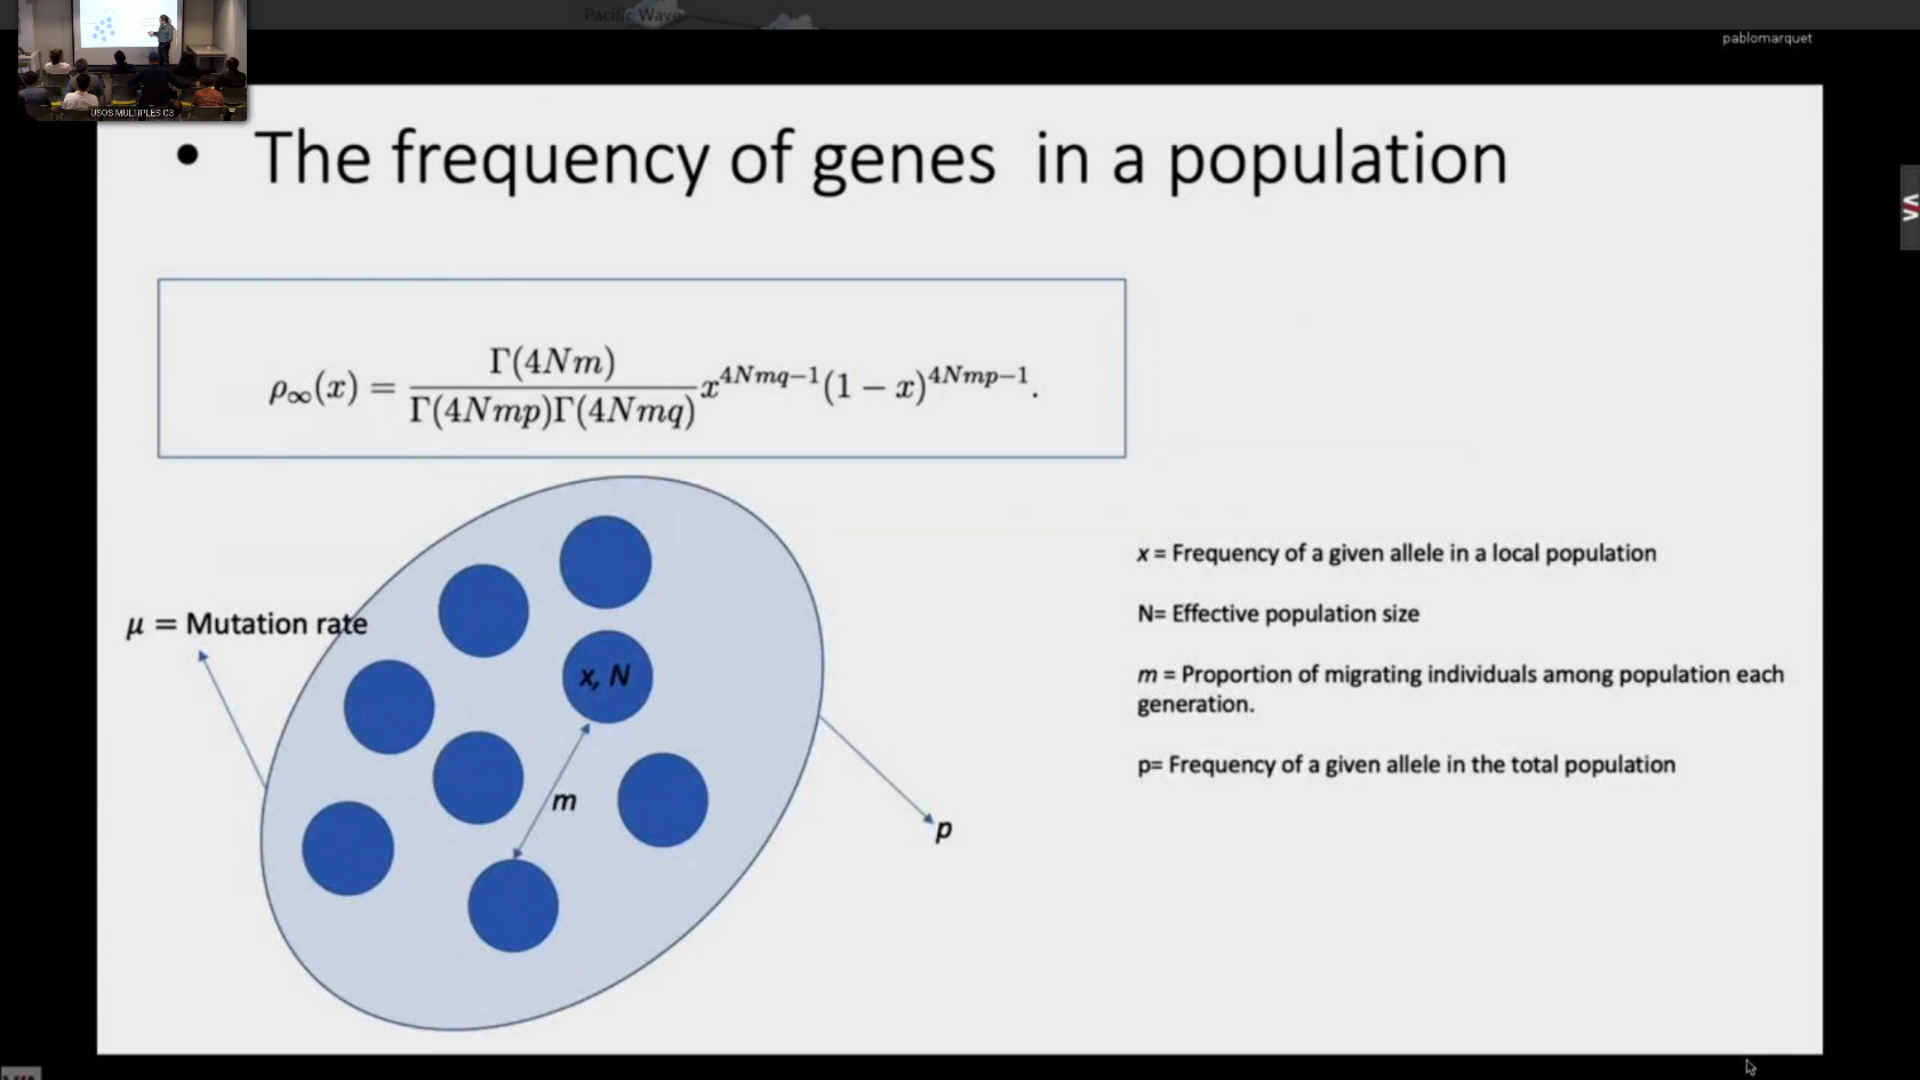 Pacific Wave
pablomarquet
USOS MULTIPLES C3
• The frequency of genes in a population
ρ∞(x) = Γ(4Nm) / Γ(4Nmp)Γ(4Nmq) x^{4Nmq−1}(1 − x)^{4Nmp−1}.
μ = Mutation rate
x, N
m
p
x = Frequency of a given allele in a local population
N= Effective population size
m = Proportion of migrating individuals among population each
generation.
p= Frequency of a given allele in the total population